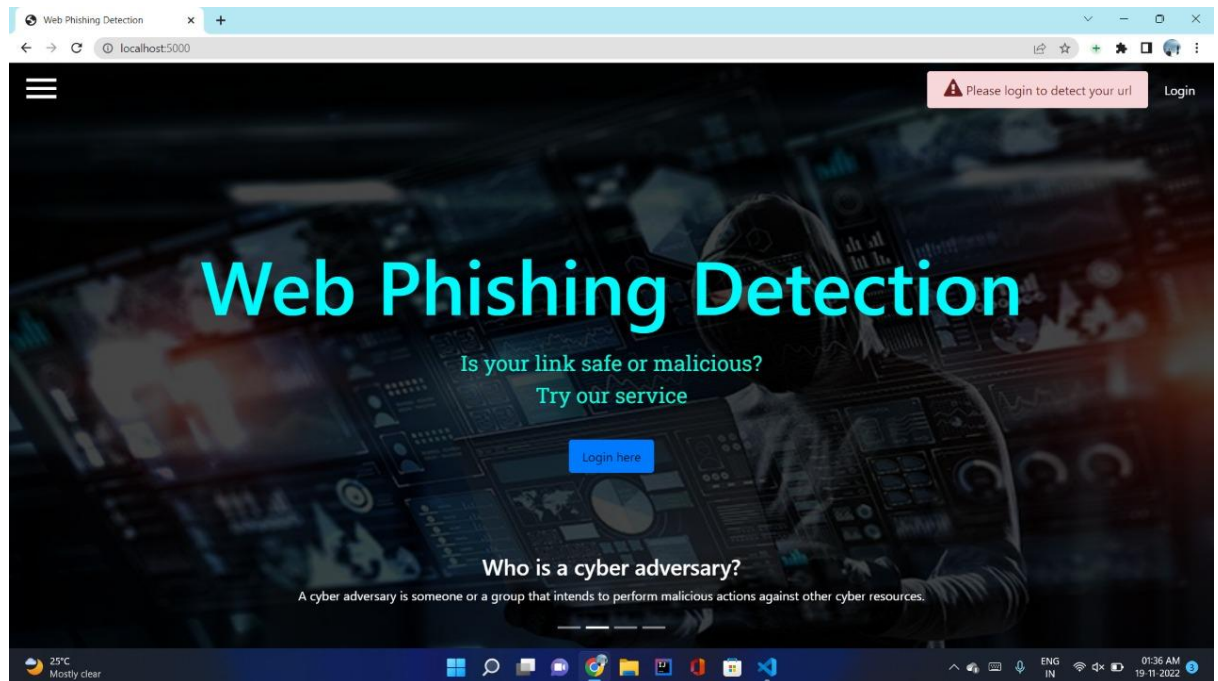 Web Phishing Detection
localhost:5000
Please login to detect your url
Login
Web Phishing Detection
Is your link safe or malicious?
Try our service
Login here
Who is a cyber adversary?
A cyber adversary is someone or a group that intends to perform malicious actions against other cyber resources.
25°C
Mostly clear
ENG
IN
01:36 AM
19-11-2022
3